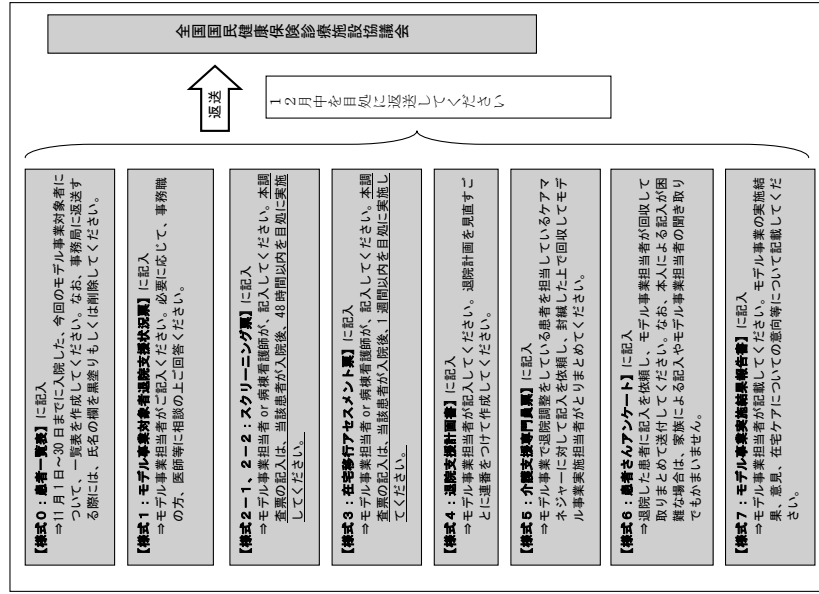 【様式０：患者一覧表】に記入
⇒11月1日～30日までに入院した、今回のモデル事業対象者に
ついて、一覧表を作成してください。なお、事務局に返送す
る際には、氏名の欄を黒塗りもしくは削除してください。
【様式１：モデル事業対象者退院支援状況票】に記入
⇒モデル事業担当者がご記入ください。必要に応じて、事務職
の方、医師等に相談の上ご回答ください。
【様式２－１、２－２：スクリーニング票】に記入
⇒モデル事業担当者or病棟看護師が、記入してください。本調
査票の記入は、当該患者が入院後、48時間以内を目処に実施
してください。
【様式３：在宅移行アセスメント票】に記入
⇒モデル事業担当者or病棟看護師が、記入してください。本調
査票の記入は、当該患者が入院後、1週間以内を目処に実施し
てください。
【様式４：退院支援計画書】に記入
⇒モデル事業担当者が記入してください。退院計画を見直すご
とに連番をつけて作成してください。
【様式５：介護支援専門員票】に記入
⇒モデル事業で退院調整をしている患者を担当しているケアマ
ネジャーに対して記入を依頼し、封緘した上で回収してモデ
ル事業実施担当者がとりまとめてください。
【様式６：患者さんアンケート】に記入
⇒退院した患者に記入を依頼し、モデル事業担当者が回収して
取りまとめて送付してください。なお、本人による記入が困
難な場合は、家族による記入やモデル事業担当者の聞き取り
でもかまいません。
【様式７：モデル事業実施結果報告書】に記入
⇒モデル事業担当者が記載してください。モデル事業の実施結
果、意見、在宅ケアについての意向等について記載してくだ
さい。
１２月中を目処に返送してください
返送
全国国民健康保険診療施設協議会